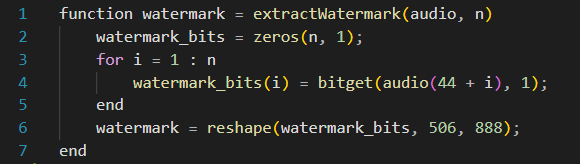 1 function watermark = extractWatermark(audio, n)
2     watermark_bits = zeros(n, 1);
3     for i = 1 : n
4         watermark_bits(i) = bitget(audio(44 + i), 1);
5     end
6     watermark = reshape(watermark_bits, 506, 888);
7 end